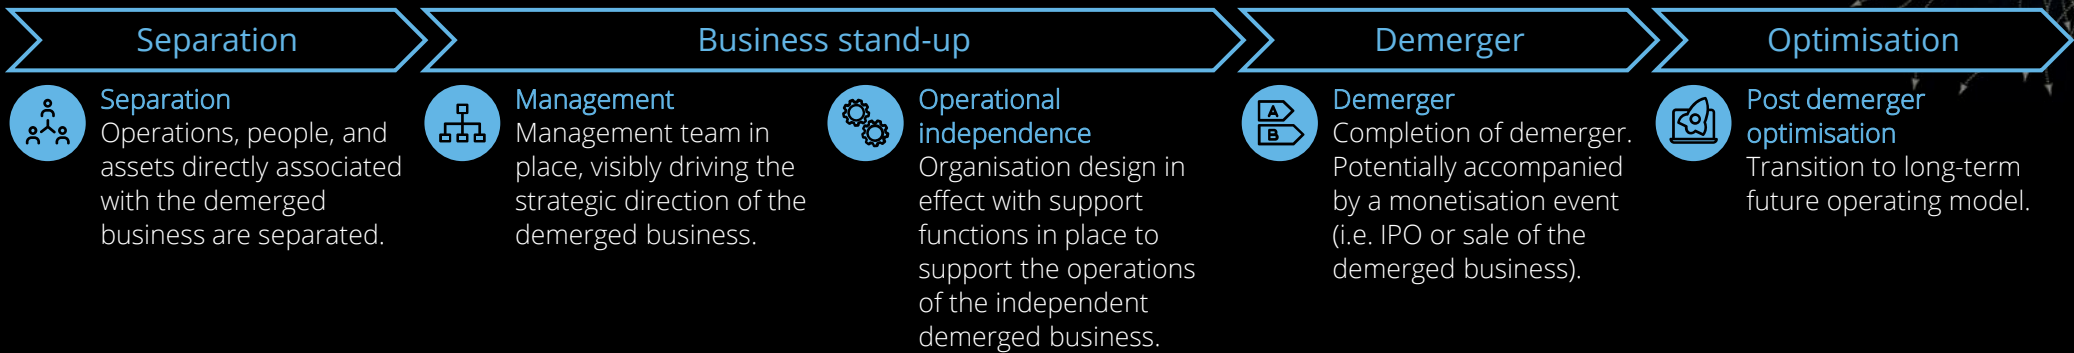 Separation
Business stand-up
Demerger
Optimisation
Separation
Operations, people, and
assets directly associated
with the demerged
business are separated.
Management
Management team in
place, visibly driving the
strategic direction of the
demerged business.
Operational
independence
Organisation design in
effect with support
functions in place to
support the operations
of the independent
demerged business.
A
B
Demerger
Completion of demerger.
Potentially accompanied
by a monetisation event
(i.e. IPO or sale of the
demerged business).
Post demerger
optimisation
Transition to long-term
future operating model.